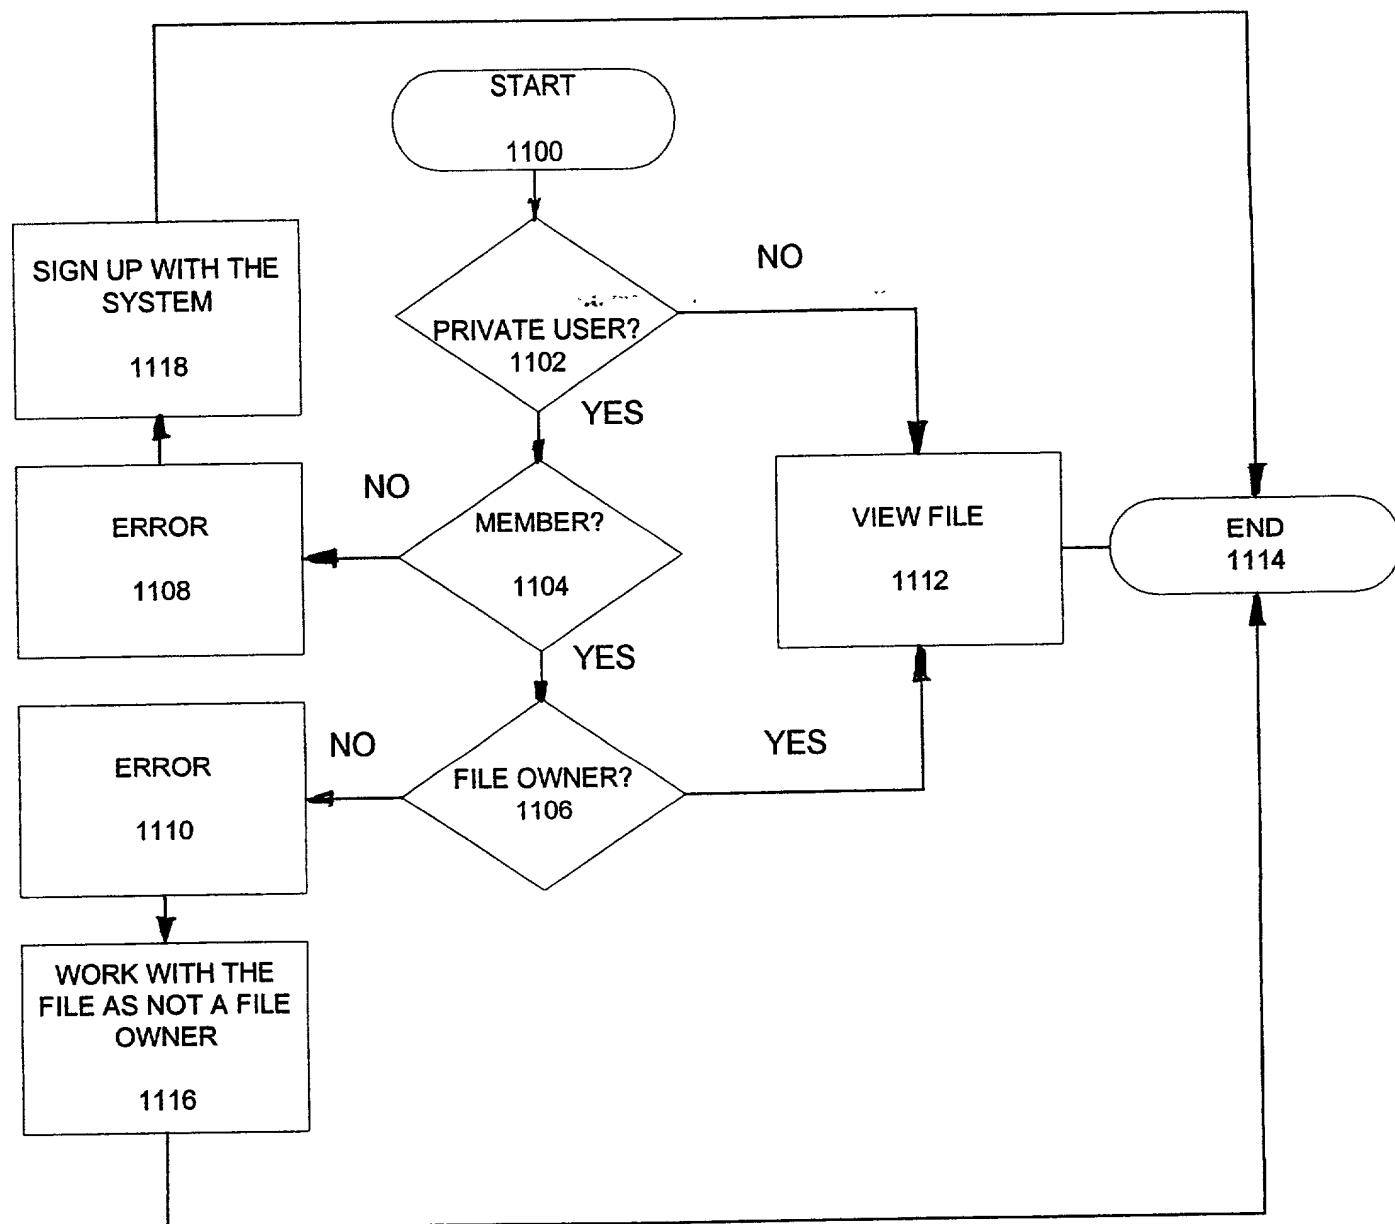 START
1100
NO
SIGN UP WITH THE
SYSTEM
1118
PRIVATE USER?
1102
YES
NO
MEMBER?
1104
ERROR
1108
VIEW FILE
1112
END
1114
YES
NO
YES
FILE OWNER?
1106
ERROR
1110
WORK WITH THE
FILE AS NOT A FILE
OWNER
1116